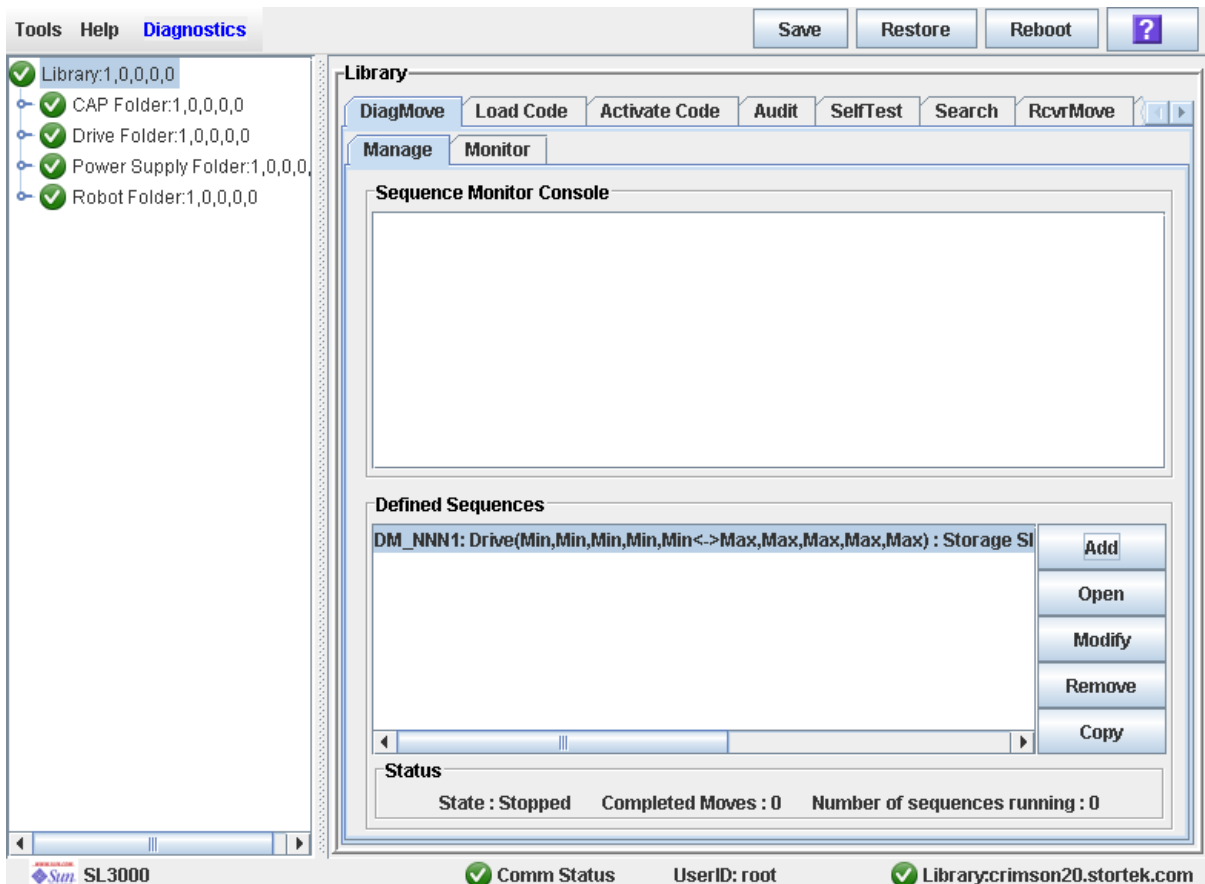 Tools Help Diagnostics Save Restore Reboot ?
Library:1,0,0,0,0
CAP Folder:1,0,0,0,0
Drive Folder:1,0,0,0,0
Power Supply Folder:1,0,0,0,
Robot Folder:1,0,0,0,0
Library
DiagMove Load Code Activate Code Audit SelfTest Search RcvrMove
Manage Monitor
Sequence Monitor Console
Defined Sequences
DM_NNN1: Drive(Min,Min,Min,Min,Min<->Max,Max,Max,Max,Max) : Storage Sl
Add
Open
Modify
Remove
Copy
Status
State : Stopped Completed Moves : 0 Number of sequences running : 0
Sun SL3000 Comm Status UserID: root Library:crimson20.stortek.com